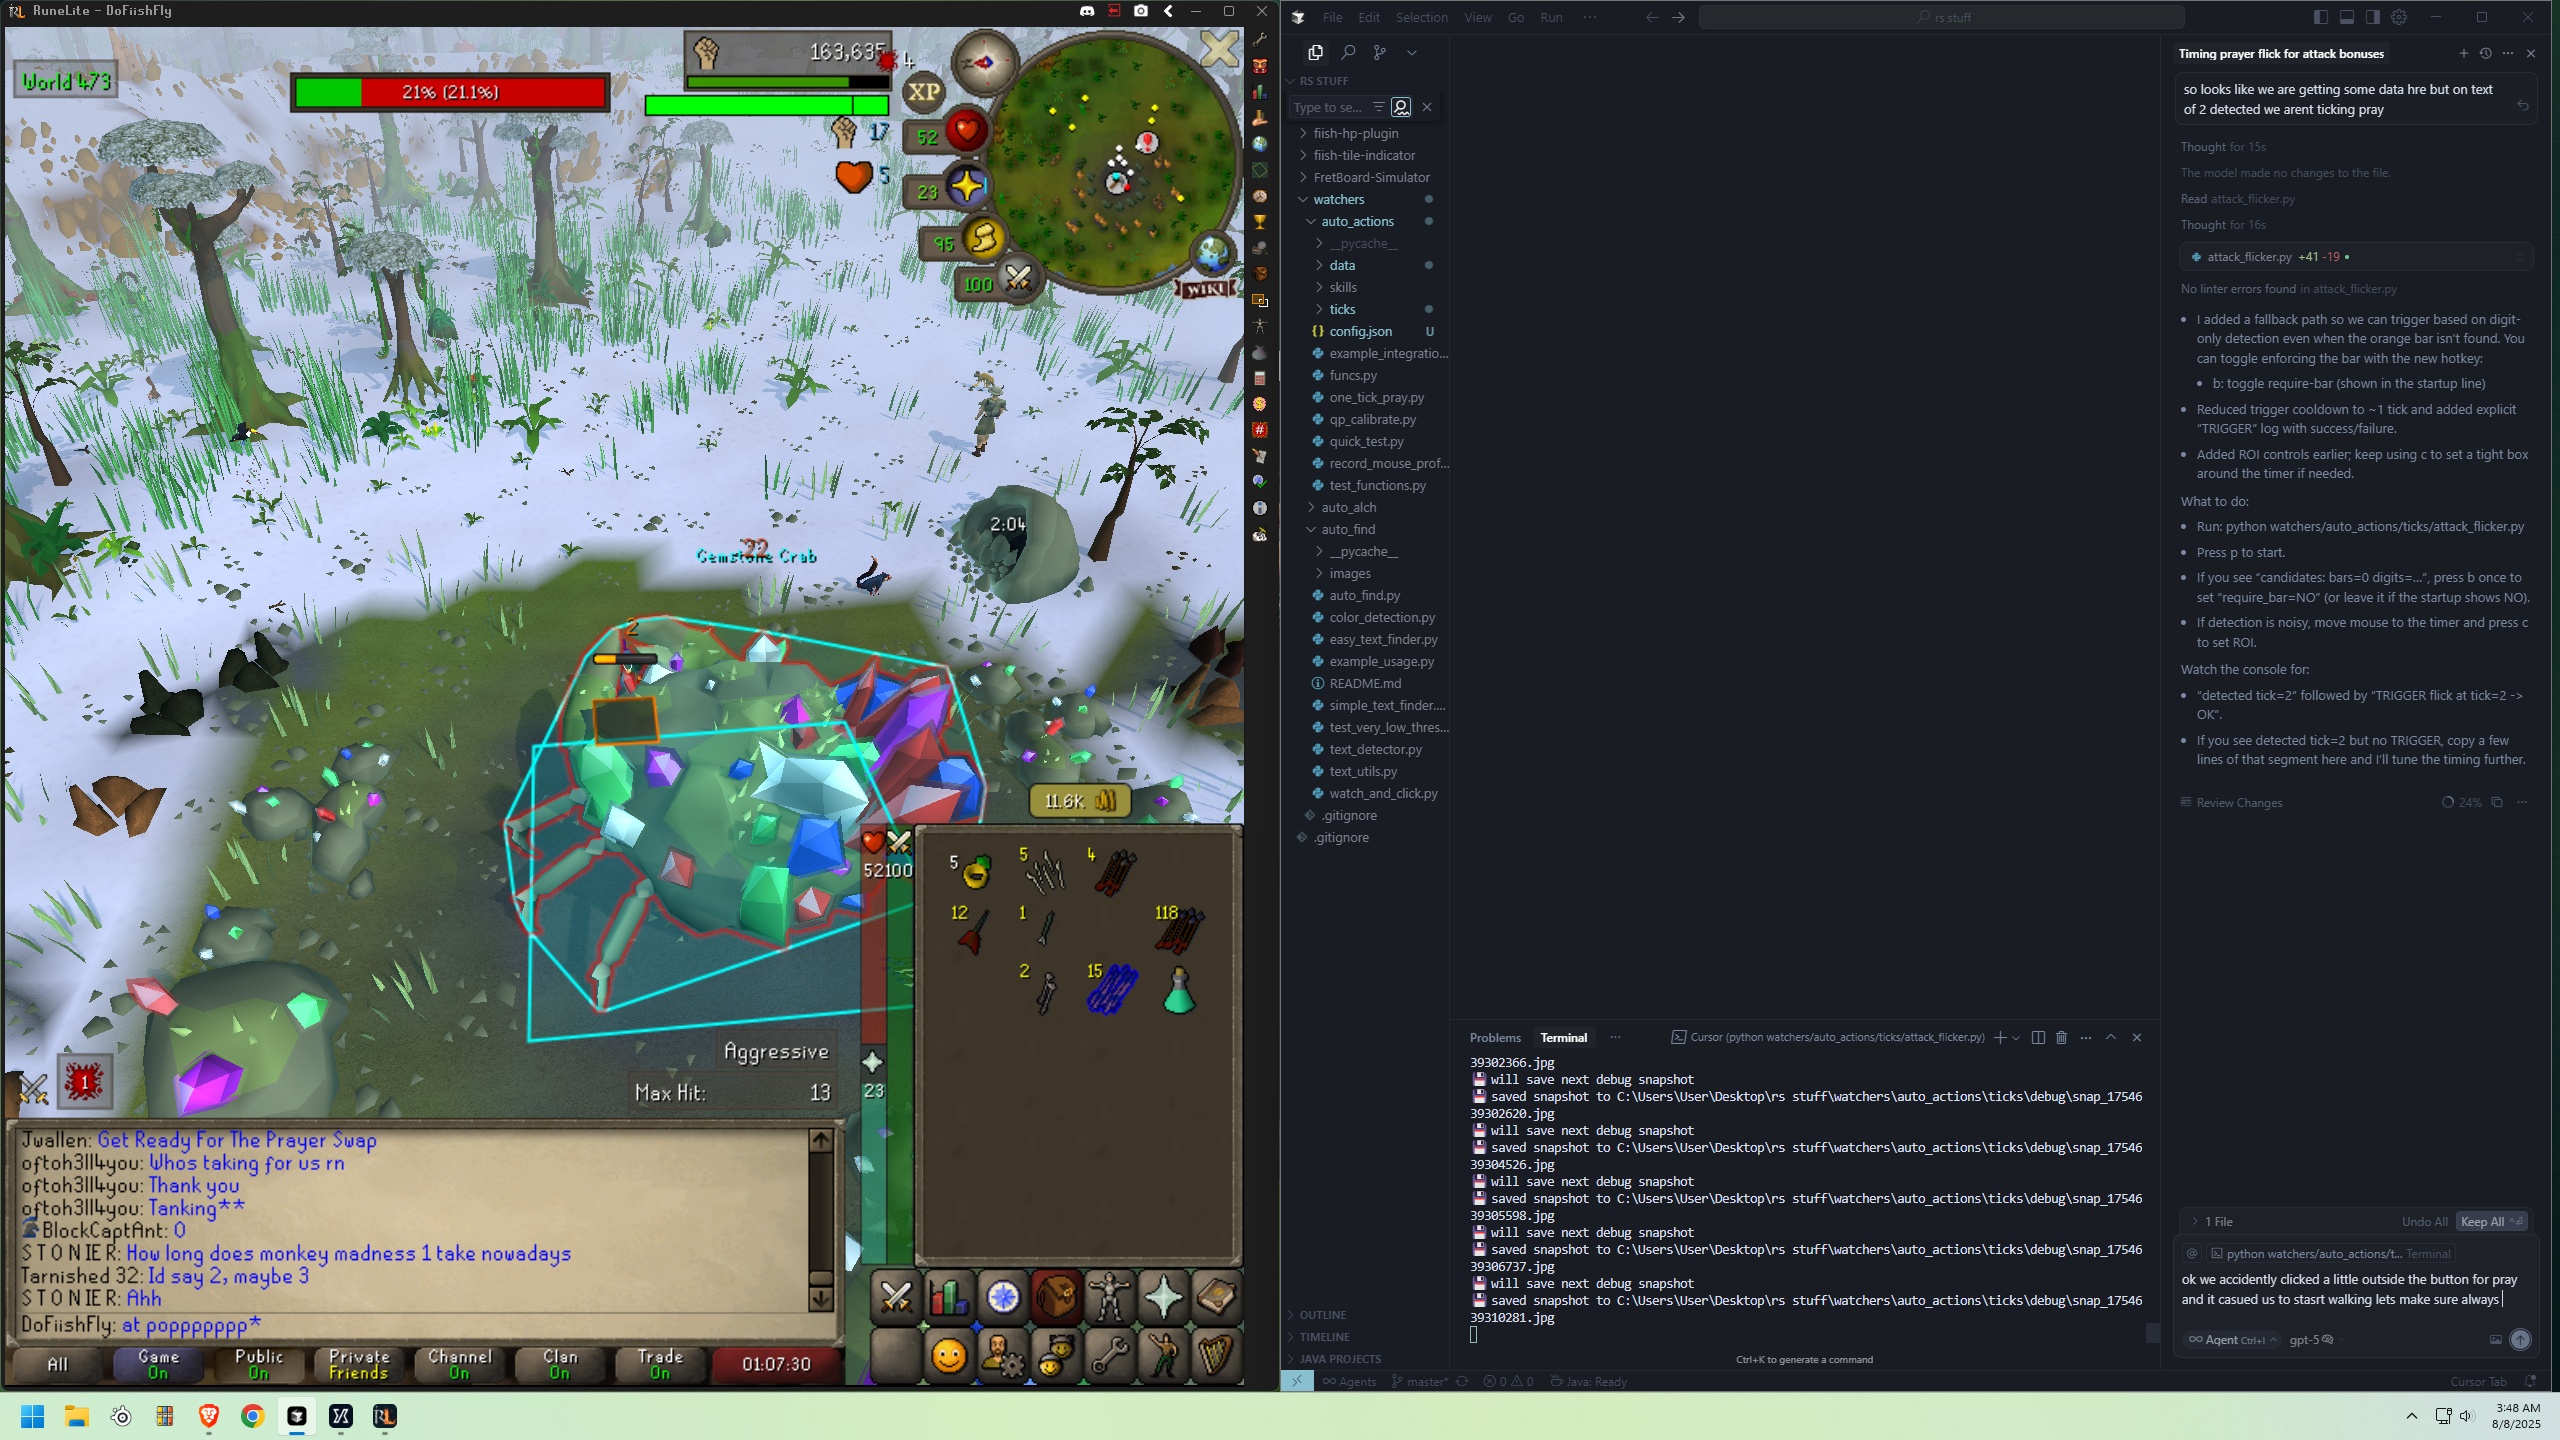 RuneLite - DoFiishFly
World 473
21% (21.1%)
163,635
4
XP
17
5
52
23
95
100
WIKI
2:04
22
Gemstone Crab
2
1
11.6K
52100
5
5
4
12
1
118
2
15
Aggressive
Max Hit: 13
23
1
Jwallen: Get Ready For The Prayer Swap
oftoh3ll4you: Whos taking for us rn
oftoh3ll4you: Thank you
oftoh3ll4you: Tanking**
BlockCaptAnt: O
S T O N I E R: How long does monkey madness 1 take nowadays
Tarnished 32: Id say 2, maybe 3
S T O N I E R: Ahh
DoFiishFly: at poppppppp*
All
Game
On
Public
On
Private
Friends
Channel
On
Clan
On
Trade
On
01:07:30
File Edit Selection View Go Run ···
rs stuff
RS STUFF
Type to se...
fiish-hp-plugin
fiish-tile-indicator
FretBoard-Simulator
watchers
auto_actions
__pycache__
data
skills
ticks
config.json U
example_integratio...
funcs.py
one_tick_pray.py
qp_calibrate.py
quick_test.py
record_mouse_prof...
test_functions.py
auto_alch
auto_find
__pycache__
images
auto_find.py
color_detection.py
easy_text_finder.py
example_usage.py
README.md
simple_text_finder....
test_very_low_thres...
text_detector.py
text_utils.py
watch_and_click.py
.gitignore
.gitignore
OUTLINE
TIMELINE
JAVA PROJECTS
Problems Terminal ···
Cursor (python watchers/auto_actions/ticks/attack_flicker.py)
39302366.jpg
will save next debug snapshot
saved snapshot to C:\Users\User\Desktop\rs stuff\watchers\auto_actions\ticks\debug\snap_17546
39302620.jpg
will save next debug snapshot
saved snapshot to C:\Users\User\Desktop\rs stuff\watchers\auto_actions\ticks\debug\snap_17546
39304526.jpg
will save next debug snapshot
saved snapshot to C:\Users\User\Desktop\rs stuff\watchers\auto_actions\ticks\debug\snap_17546
39305598.jpg
will save next debug snapshot
saved snapshot to C:\Users\User\Desktop\rs stuff\watchers\auto_actions\ticks\debug\snap_17546
39306737.jpg
will save next debug snapshot
saved snapshot to C:\Users\User\Desktop\rs stuff\watchers\auto_actions\ticks\debug\snap_17546
39310281.jpg
Ctrl+K to generate a command
Timing prayer flick for attack bonuses
so looks like we are getting some data hre but on text
of 2 detected we arent ticking pray
Thought for 15s
The model made no changes to the file.
Read attack_flicker.py
Thought for 16s
attack_flicker.py +41 -19
No linter errors found in attack_flicker.py
I added a fallback path so we can trigger based on digit-
only detection even when the orange bar isn't found. You
can toggle enforcing the bar with the new hotkey:
b: toggle require-bar (shown in the startup line)
Reduced trigger cooldown to ~1 tick and added explicit
"TRIGGER" log with success/failure.
Added ROI controls earlier; keep using c to set a tight box
around the timer if needed.
What to do:
Run: python watchers/auto_actions/ticks/attack_flicker.py
Press p to start.
If you see "candidates: bars=0 digits=...", press b once to
set "require_bar=NO" (or leave it if the startup shows NO).
If detection is noisy, move mouse to the timer and press c
to set ROI.
Watch the console for:
"detected tick=2" followed by "TRIGGER flick at tick=2 ->
OK".
If you see detected tick=2 but no TRIGGER, copy a few
lines of that segment here and I'll tune the timing further.
Review Changes 24%
1 File Undo All Keep All
@ python watchers/auto_actions/t... Terminal
ok we accidently clicked a little outside the button for pray
and it casued us to stasrt walking lets make sure always
Agent Ctrl+I gpt-5
Agents master* 0 0 Java: Ready Cursor Tab
3:48 AM
8/8/2025